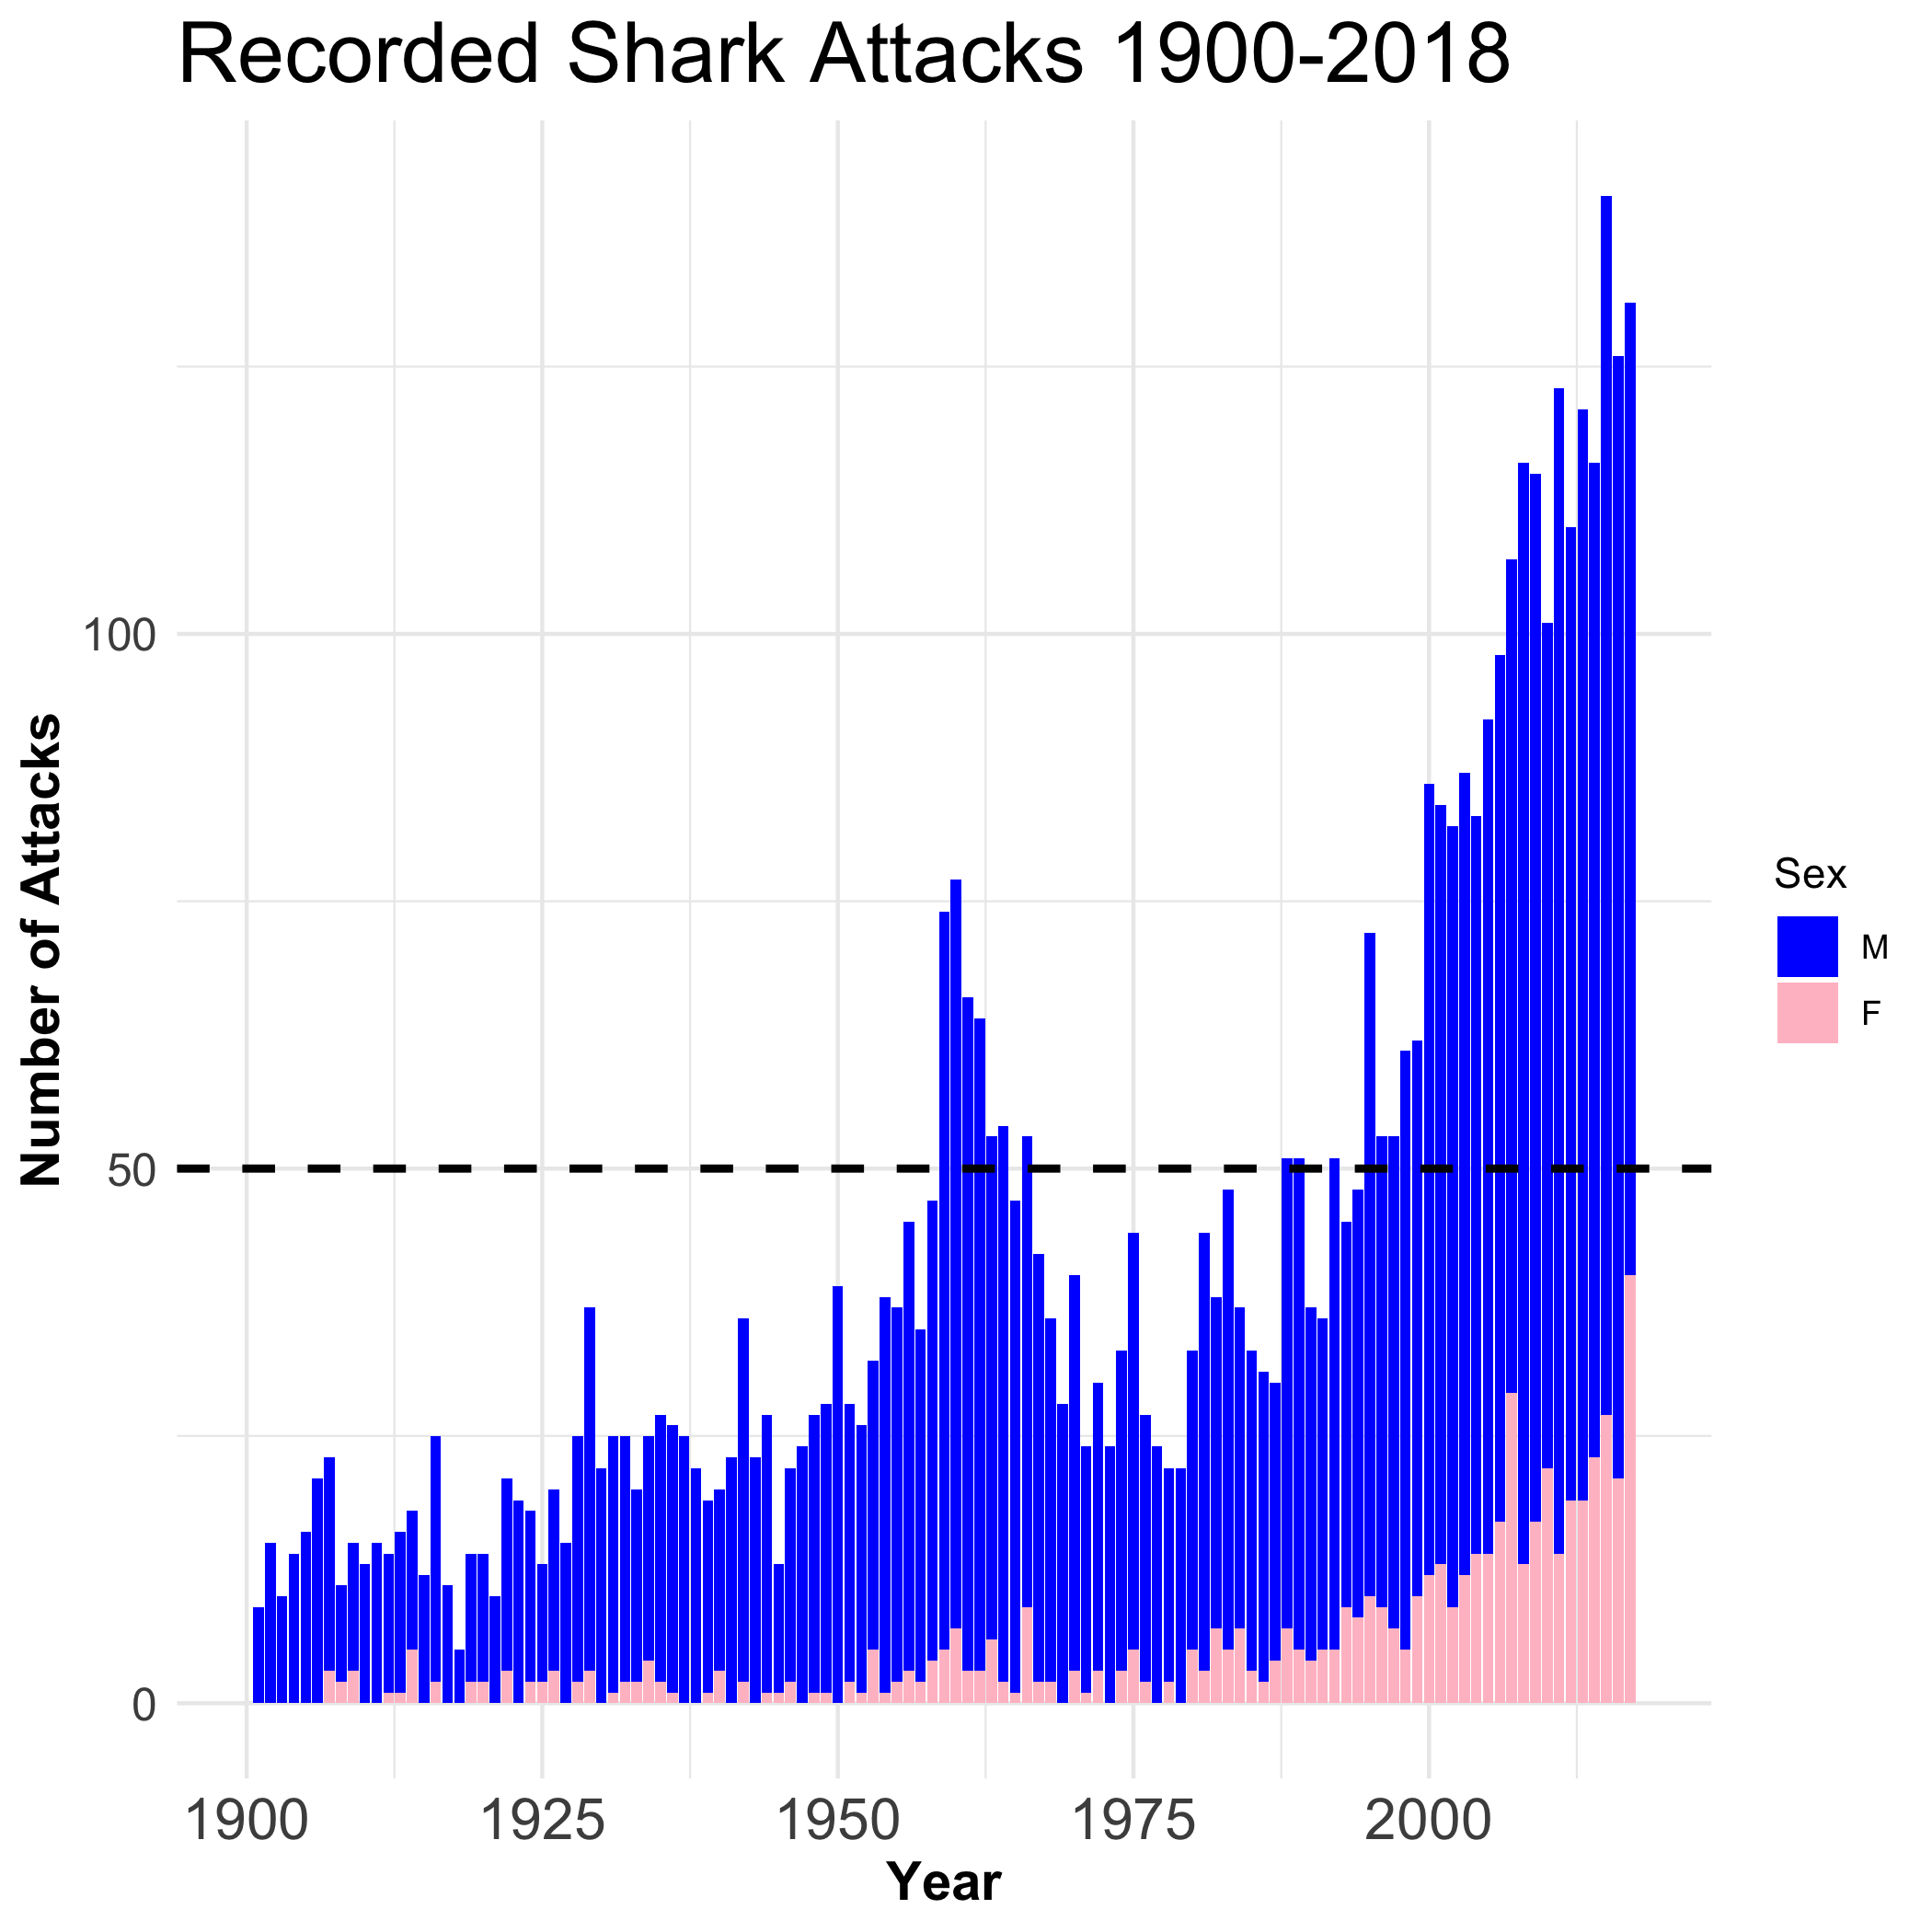 Recorded Shark Attacks 1900-2018
Number of Attacks
100
50
0
1900 1925 1950 1975 2000
Year
Sex
M
F